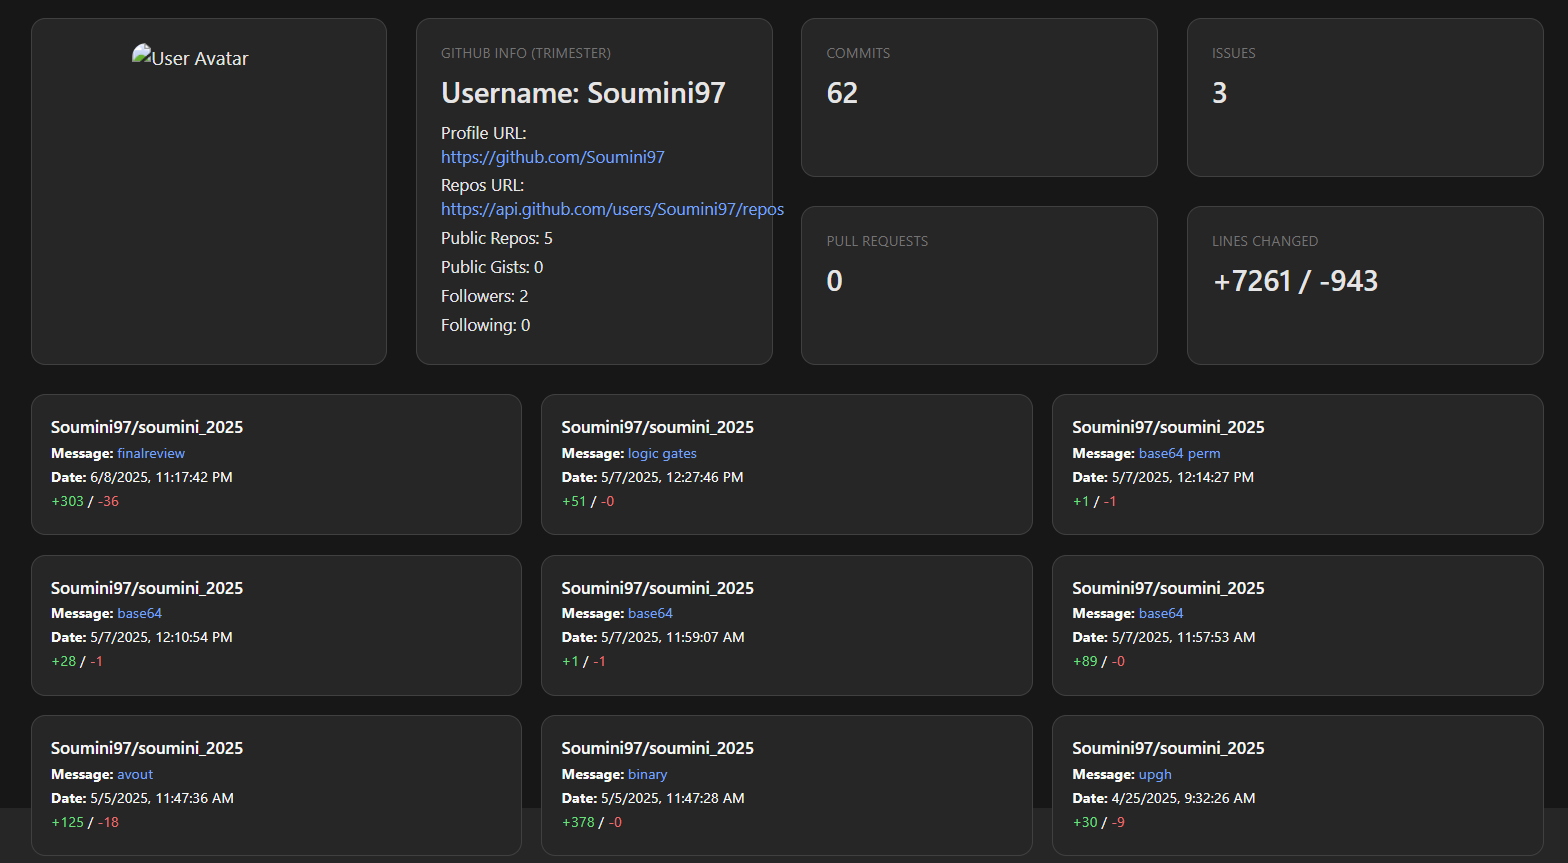 User Avatar
GITHUB INFO (TRIMESTER)
Username: Soumini97
Profile URL:
https://github.com/Soumini97
Repos URL:
https://api.github.com/users/Soumini97/repos
Public Repos: 5
Public Gists: 0
Followers: 2
Following: 0
COMMITS
62
ISSUES
3
PULL REQUESTS
0
LINES CHANGED
+7261 / -943
Soumini97/soumini_2025
Message: finalreview
Date: 6/8/2025, 11:17:42 PM
+303 / -36
Soumini97/soumini_2025
Message: logic gates
Date: 5/7/2025, 12:27:46 PM
+51 / -0
Soumini97/soumini_2025
Message: base64 perm
Date: 5/7/2025, 12:14:27 PM
+1 / -1
Soumini97/soumini_2025
Message: base64
Date: 5/7/2025, 12:10:54 PM
+28 / -1
Soumini97/soumini_2025
Message: base64
Date: 5/7/2025, 11:59:07 AM
+1 / -1
Soumini97/soumini_2025
Message: base64
Date: 5/7/2025, 11:57:53 AM
+89 / -0
Soumini97/soumini_2025
Message: avout
Date: 5/5/2025, 11:47:36 AM
+125 / -18
Soumini97/soumini_2025
Message: binary
Date: 5/5/2025, 11:47:28 AM
+378 / -0
Soumini97/soumini_2025
Message: upgh
Date: 4/25/2025, 9:32:26 AM
+30 / -9